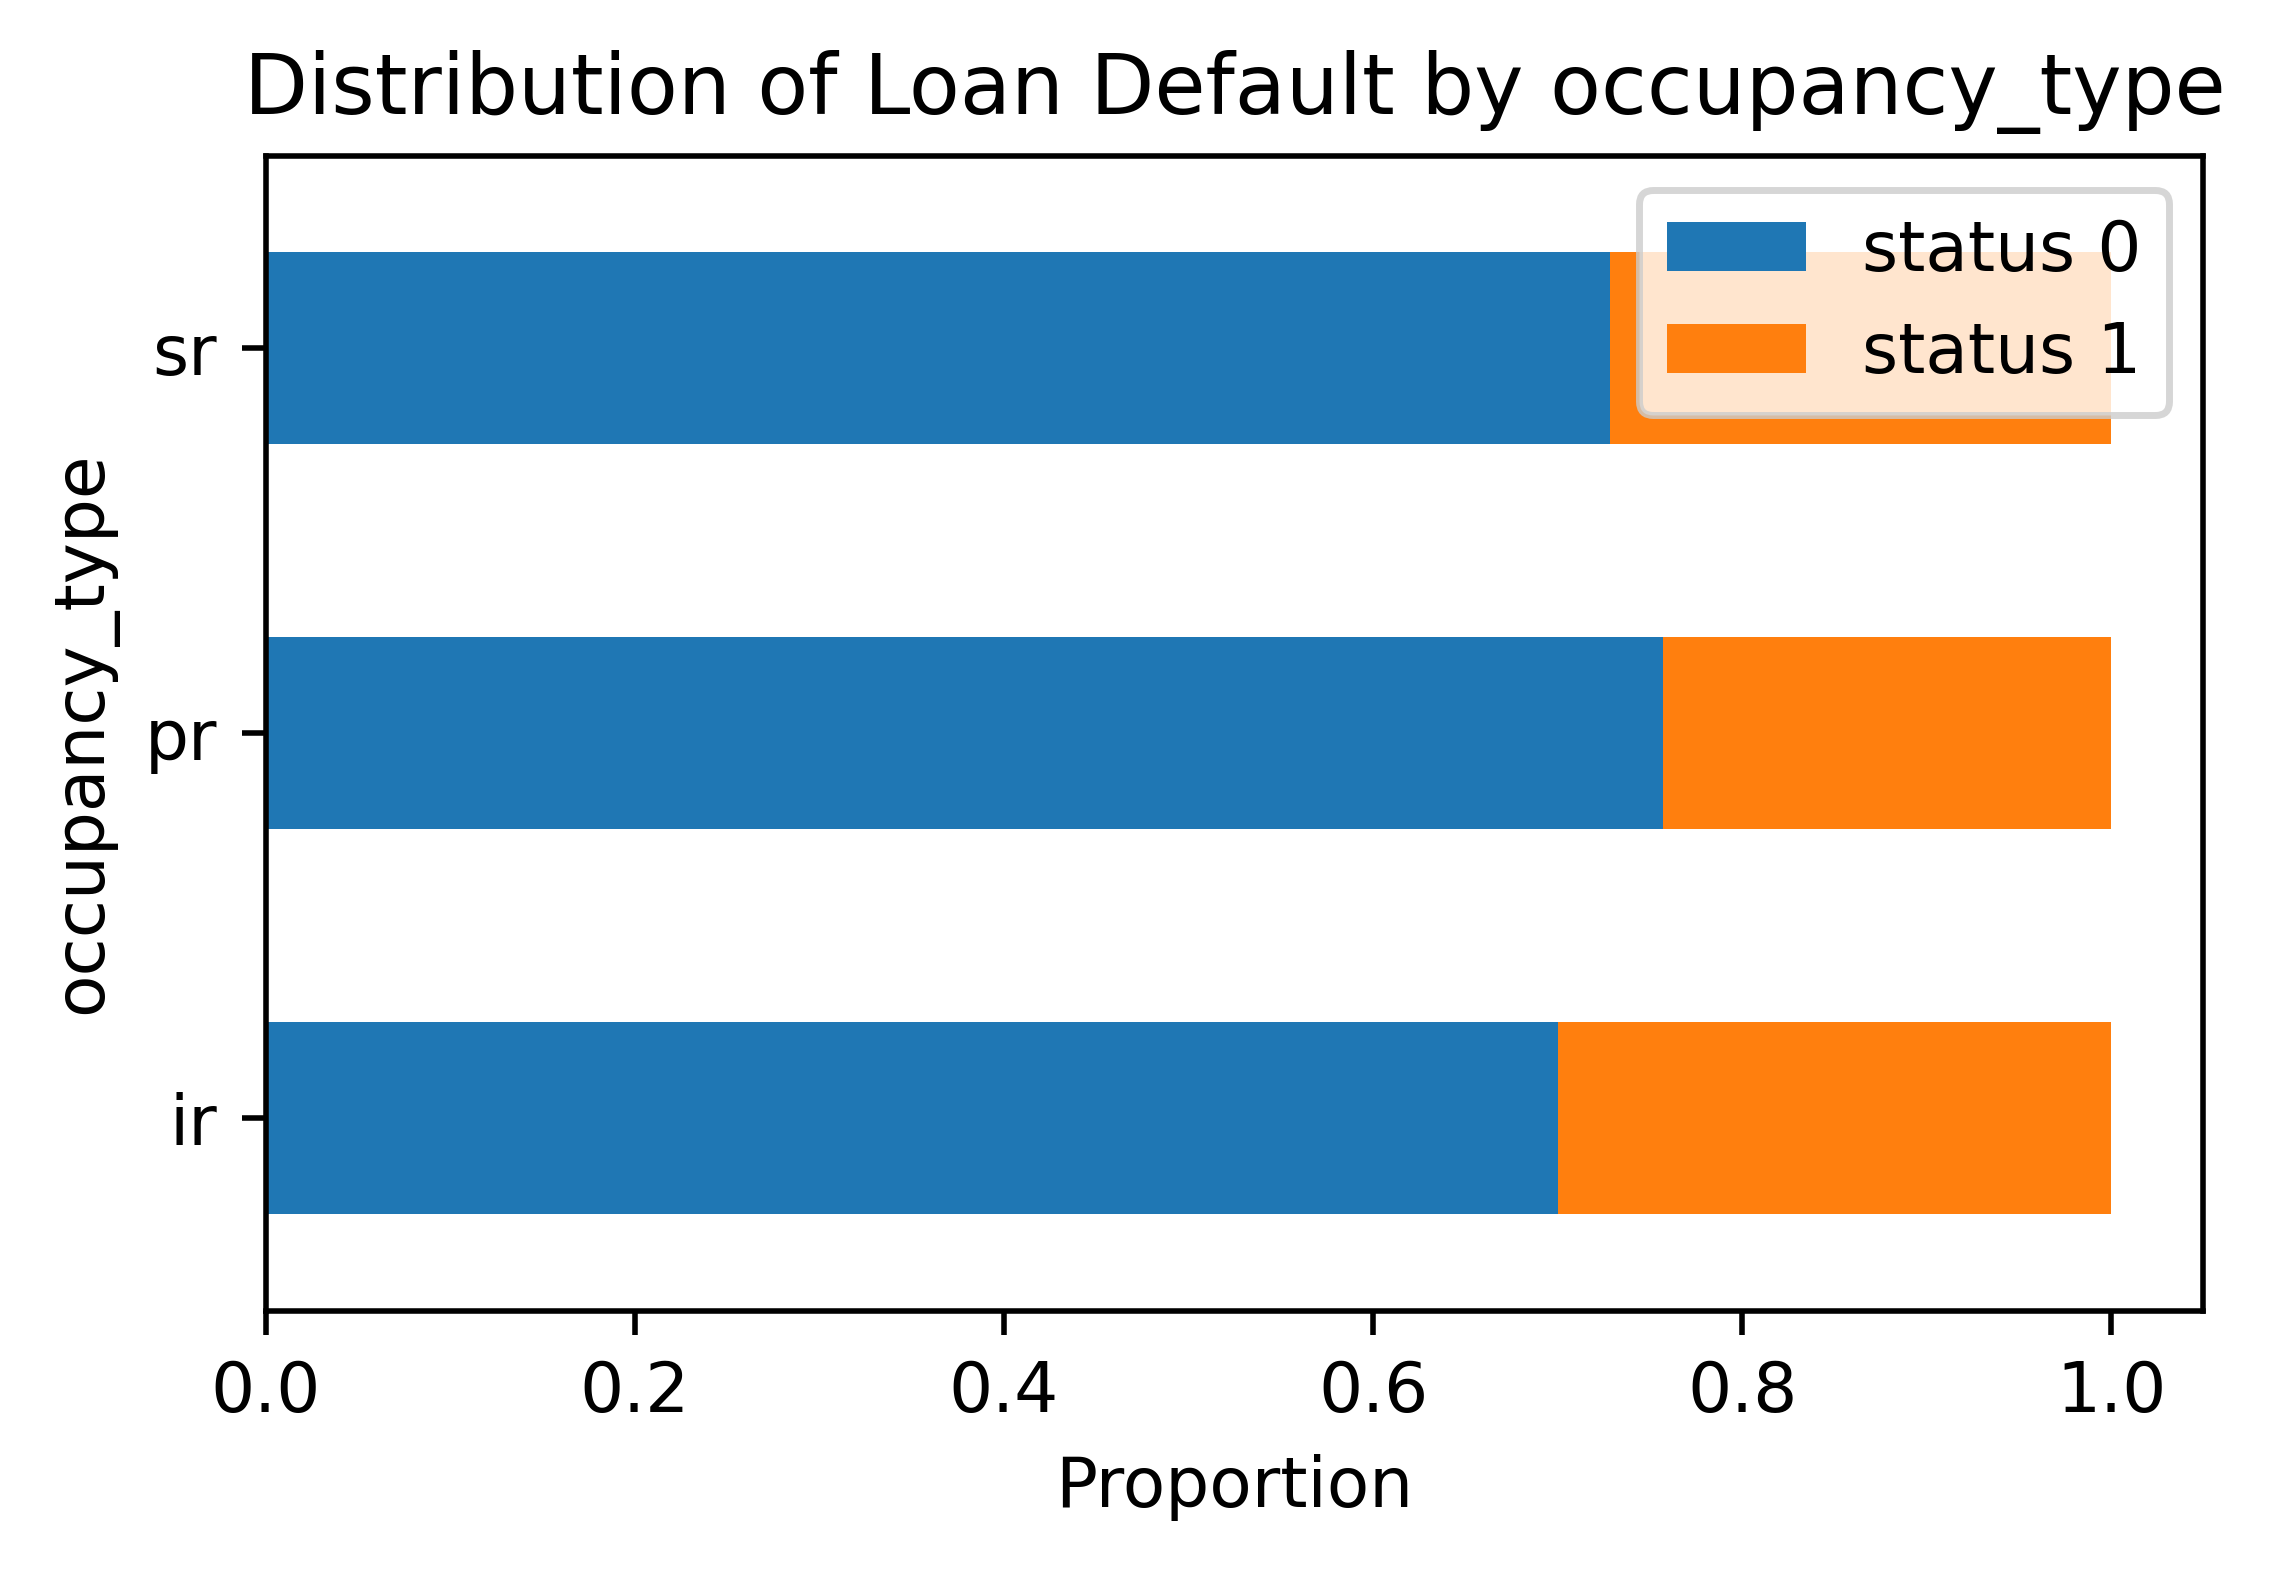 Distribution of Loan Default by occupancy_type
status 0
status 1
sr
pr
ir
occupancy_type
0.0 0.2 0.4 0.6 0.8 1.0
Proportion